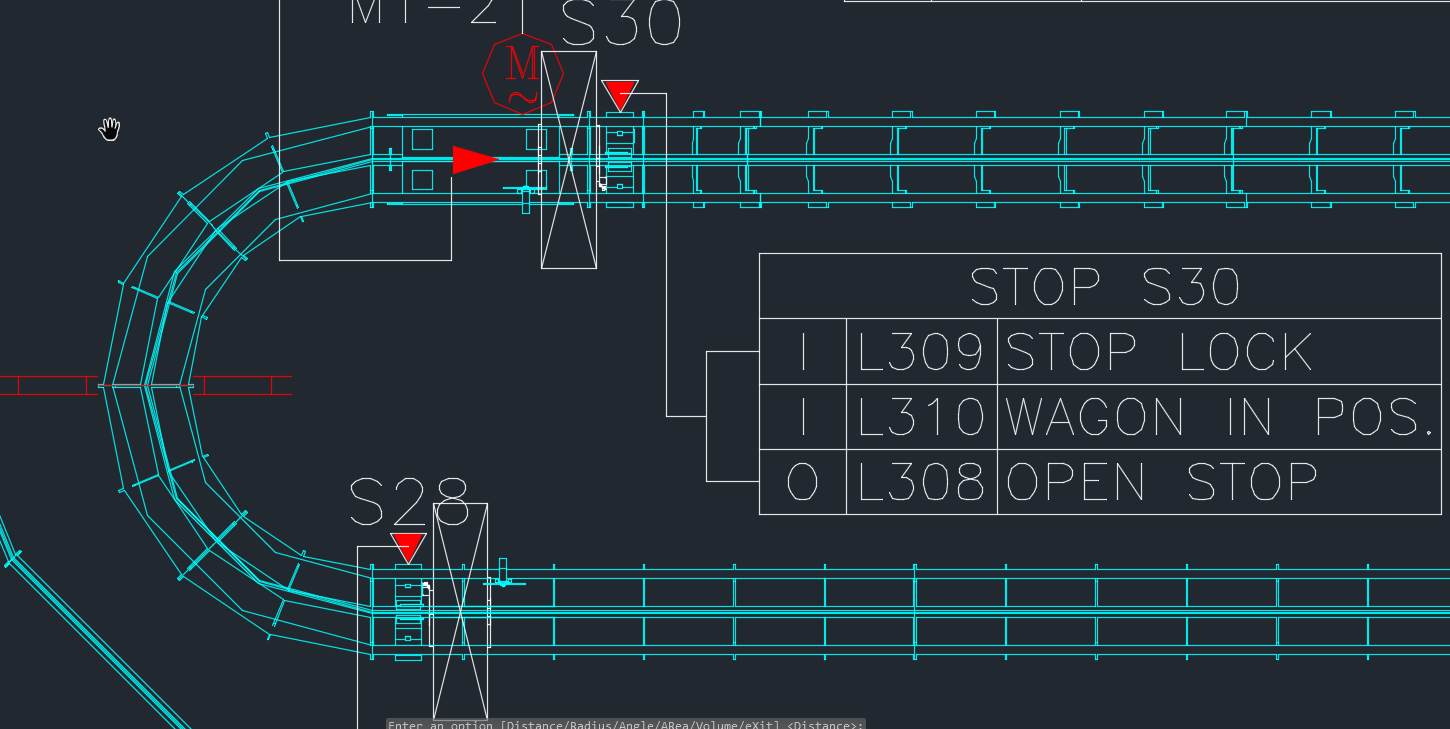 MT-21
S30
M
~
STOP S30
I L309 STOP LOCK
I L310 WAGON IN POS.
O L308 OPEN STOP
S28
Enter an option [Distance/Radius/Angle/ARea/Volume/eXit] <Distance>: